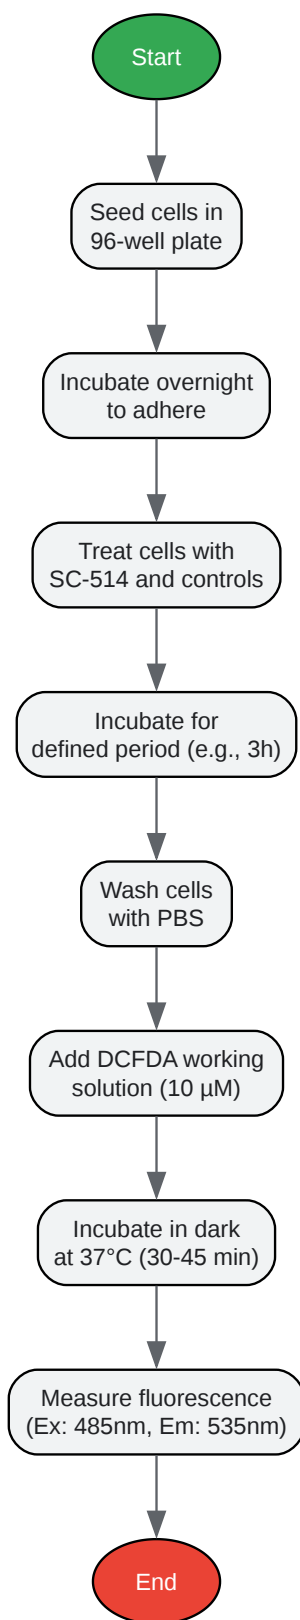 Start
Seed cells in
96-well plate
Incubate overnight
to adhere
Treat cells with
SC-514 and controls
Incubate for
defined period (e.g., 3h)
Wash cells
with PBS
Add DCFDA working
solution (10 µM)
Incubate in dark
at 37°C (30-45 min)
Measure fluorescence
(Ex: 485nm, Em: 535nm)
End